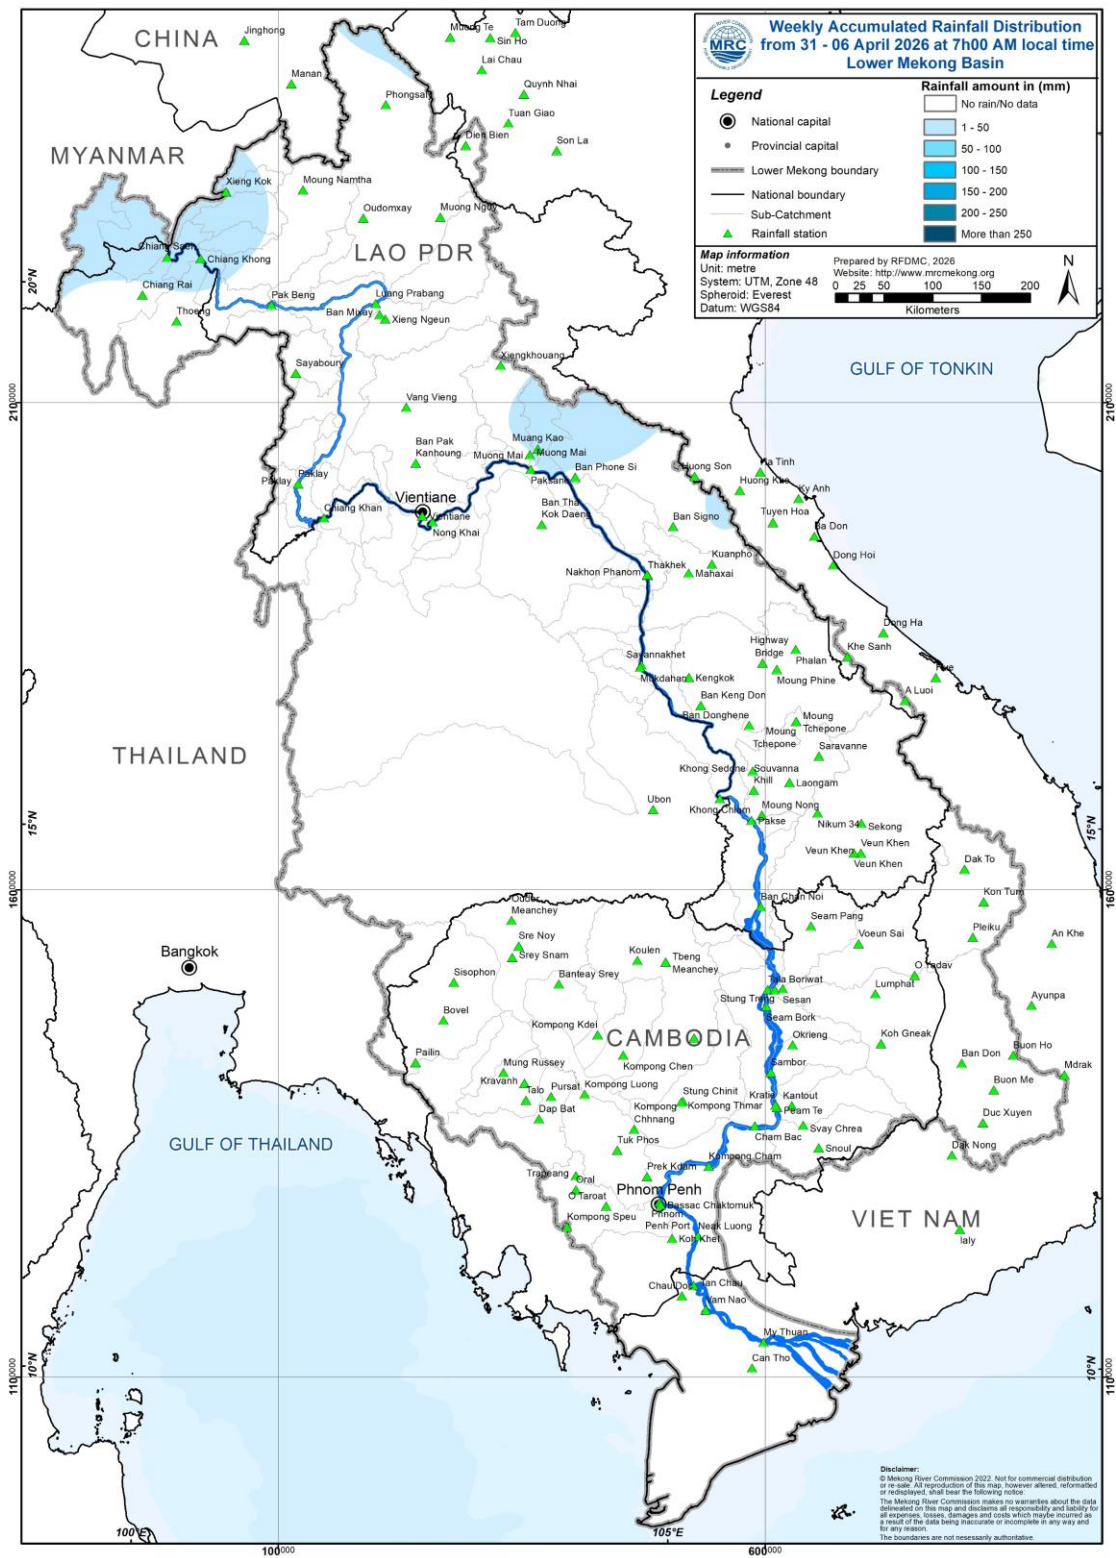 Weekly Accumulated Rainfall Distribution
from 31 - 06 April 2026 at 7h00 AM local time
Lower Mekong Basin
MRC
Legend
National capital
Provincial capital
Lower Mekong boundary
National boundary
Sub-Catchment
Rainfall station
Rainfall amount in (mm)
No rain/No data
1 - 50
50 - 100
100 - 150
150 - 200
200 - 250
More than 250
Map information
Unit: metre
System: UTM, Zone 48
Spheroid: Everest
Datum: WGS84
Prepared by RFDMC, 2026
Website: http://www.mrcmekong.org
0 25 50 100 150 200
Kilometers
N
CHINA
Jinghong
Muong Te
Tam Duong
Sin Ho
Lai Chau
Manan
Phongsaly
Quynh Nhai
Tuan Giao
Dien Bien
Son La
MYANMAR
Xieng Kok
Moung Namtha
Oudomxay
Muong Ngoy
LAO PDR
Chiang Saen
Chiang Khong
Chiang Rai
Thoeng
Pak Beng
Luang Prabang
Ban Mixay
Xieng Ngeun
Sayaboury
Xiengkhouang
GULF OF TONKIN
Vang Vieng
Ban Pak
Kanhoung
Muang Kao
Muong Mai
Muong Mai
Paksane
Ban Phone Si
Huong Son
Ha Tinh
Huong Khe
Ky Anh
Paklay
Paklay
Chiang Khan
Vientiane
Vientiane
Nong Khai
Ban Tha
Kok Daeng
Ban Signo
Tuyen Hoa
Ba Don
Dong Hoi
Kuanpho
Nakhon Phanom
Thakhek
Mahaxai
Dong Ha
Highway
Bridge
Phalan
Khe Sanh
Savannakhet
Mukdahan
Kengkok
Moung Phine
Hue
A Luoi
Ban Keng Don
Ban Donghene
Moung
Tchepone
Moung
Tchepone
Saravanne
THAILAND
Khong Sedone
Souvanna
Khili
Laongam
Ubon
Khong Chiam
Moung Nong
Pakse
Nikum 34
Sekong
Veun Khen
Veun Khen
Veun Khen
Dak To
Kon Tum
Ban Chan Noi
Pleiku
An Khe
Bangkok
Oudor
Meanchey
Sre Noy
Srey Snam
Seam Pang
Voeun Sai
Koulen
Tbeng
Meanchey
Sisophon
Banteay Srey
O Yadav
Tala Boriwat
Stung Treng
Sesan
Lumphat
Seam Bork
Ayunpa
Bovel
Kompong Kdei
CAMBODIA
Okrieng
Koh Gneak
Buon Ho
Pailin
Kompong Chen
Sambor
Ban Don
Mdrak
Mung Russey
Kravanh
Talo
Pursat
Kompong Luong
Buon Me
Stung Chinit
Kompong Thmar
Kompong
Chhnang
Kratie
Kantout
Peam Te
Duc Xuyen
Dap Bat
Svay Chrea
Cham Bac
Snoul
Dak Nong
GULF OF THAILAND
Tuk Phos
Kompong Cham
Trapeang
Oral
Prek Kdam
Phnom Penh
O Taroat
Bassac Chaktomuk
Phnom
Penh Port
Neak Luong
Kompong Speu
Koh Khel
VIET NAM
Ialy
Chau Doc
Tan Chau
Vam Nao
My Thuan
Can Tho
20°N
2100000
15°N
15°N
1600000
10°N
10°N
1100000
100°E
100000
105°E
600000
Disclaimer:
© Mekong River Commission 2022. Not for commercial distribution
or re-sale. All reproduction of this map, however altered, reformatted
or redisplayed, shall bear the following notice:
The Mekong River Commission makes no warranties about the data
delineated on this map and disclaims all responsibility and liability for
all expenses, losses, damages and costs which maybe incurred as
a result of the data being inaccurate or incomplete in any way and
for any reason.
The boundaries are not nesessarily authoritative.